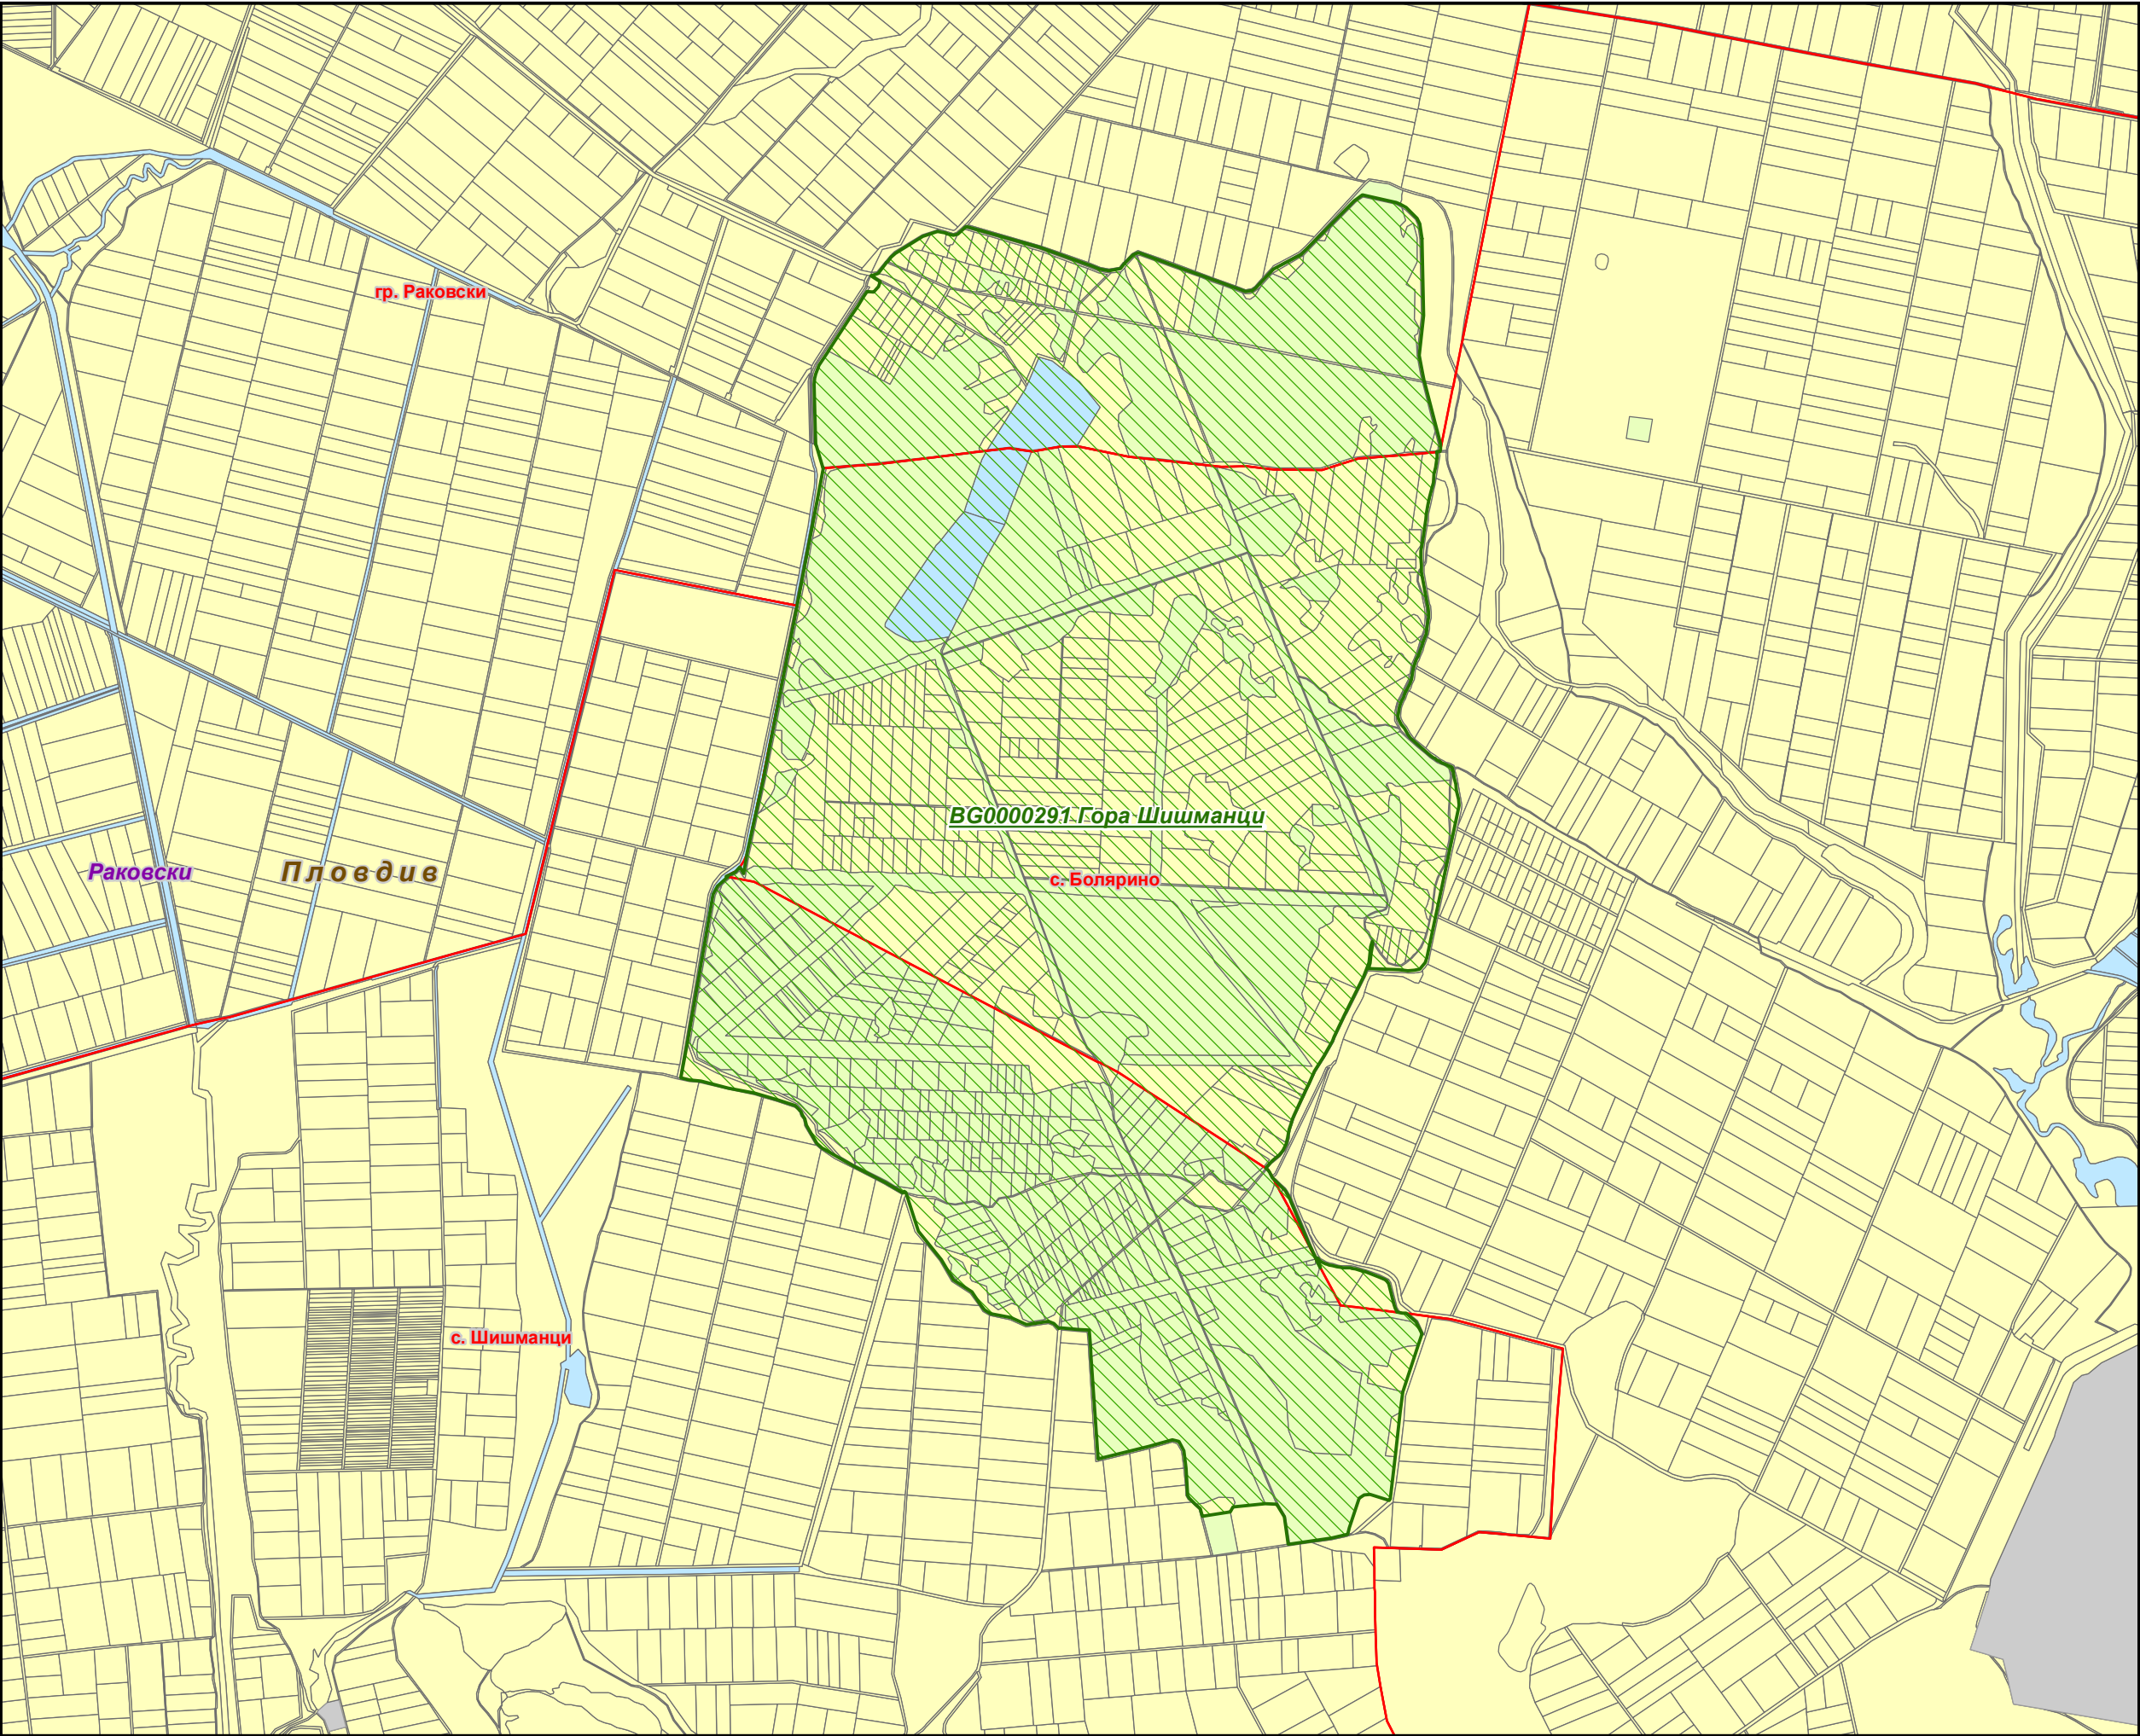 гр. Раковски
BG0000291 Гора Шишманци
Раковски
Пловдив
с. Болярино
с. Шишманци